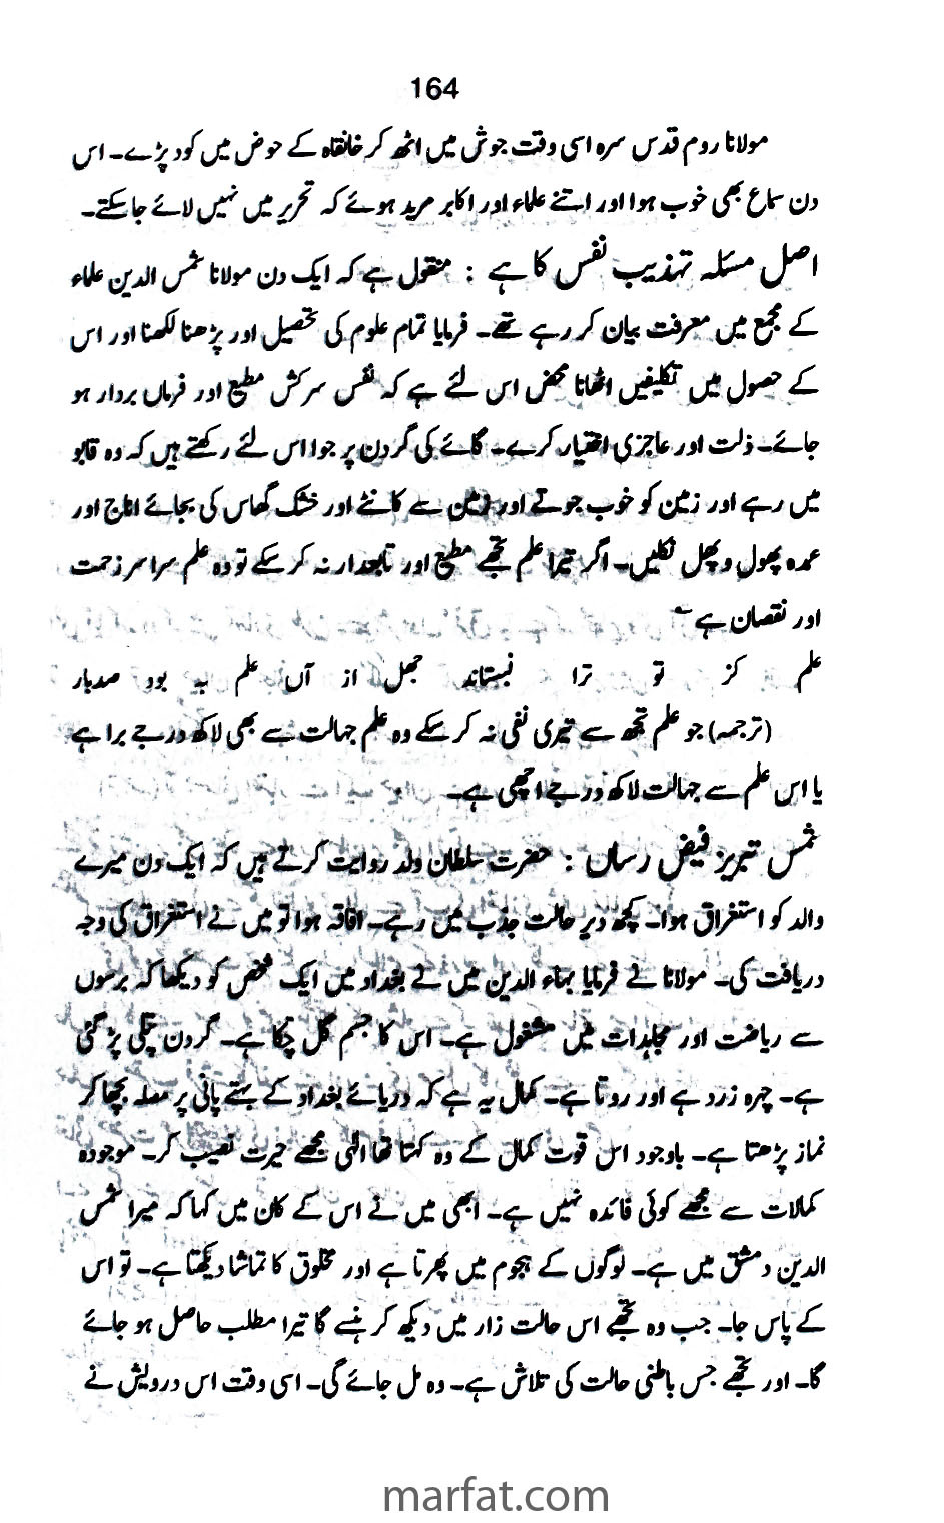 164
مولانا روم قدس سرہ اسی وقت جوش میں اٹھ کر خانقاہ کے حوض میں کود پڑے۔ اس
دن سماع بھی خوب ہوا اور اتنے علماء اور اکابر مرید ہوئے کہ تحریر میں نہیں لائے جا سکتے۔
اصل مسئلہ تہذیب نفس کا ہے : منقول ہے کہ ایک دن مولانا شمس الدین علماء
کے مجمع میں معرفت بیان کر رہے تھے۔ فرمایا تمام علوم کی تحصیل اور پڑھنا لکھنا اور اس
کے حصول میں تکلیفیں اٹھانا محض اس لئے ہے کہ نفس سرکش مطیع اور فرماں بردار ہو
جائے۔ ذلت اور عاجزی اختیار کرے۔ گائے کی گردن پر جوا اس لئے رکھتے ہیں کہ وہ قابو
میں رہے اور زمین کو خوب جوتے اور زمین سے کانٹے اور خشک گھاس کی بجائے اناج اور
عمدہ پھول و پھل نکلیں۔ اگر تیرا علم تجھے مطیع اور تابعدار نہ کر سکے تو وہ علم سراسر زحمت
اور نقصان ہے
علم کز تو ترا نبستاند جہل از آں علم بہ بود صدبار
(ترجمہ) جو علم تجھ سے تیری نفی نہ کر سکے وہ علم جہالت سے بھی لاکھ درجے برا ہے
یا اس علم سے جہالت لاکھ درجے اچھی ہے۔
شمس تبریز فیض رساں : حضرت سلطان ولد روایت کرتے ہیں کہ ایک دن میرے
والد کو استغراق ہوا۔ کچھ دیر حالت جذب میں رہے۔ افاقہ ہوا تو میں نے استغراق کی وجہ
دریافت کی۔ مولانا نے فرمایا بہاء الدین میں نے بغداد میں ایک شخص کو دیکھا کہ برسوں
سے ریاضت اور مجاہدات میں مشغول ہے۔ اس کا جسم گل چکا ہے۔ گردن پتلی پڑ گئی
ہے۔ چہرہ زرد ہے اور روتا ہے۔ کمال یہ ہے کہ دریائے بغداد کے بہتے پانی پر مصلہ بچھا کر
نماز پڑھتا ہے۔ باوجود اس قوت کمال کے وہ کہتا تھا الٰہی مجھے حیرت نصیب کر۔ موجودہ
کمالات سے مجھے کوئی فائدہ نہیں ہے۔ ابھی میں نے اس کے کان میں کہا کہ میرا شمس
الدین دمشق میں ہے۔ لوگوں کے ہجوم میں پھرتا ہے اور مخلوق کا تماشا دیکھتا ہے۔ تو اس
کے پاس جا۔ جب وہ تجھے اس حالت زار میں دیکھ کر ہنسے گا تیرا مطلب حاصل ہو جائے
گا۔ اور تجھے جس باطنی حالت کی تلاش ہے۔ وہ مل جائے گی۔ اسی وقت اس درویش نے
marfat.com